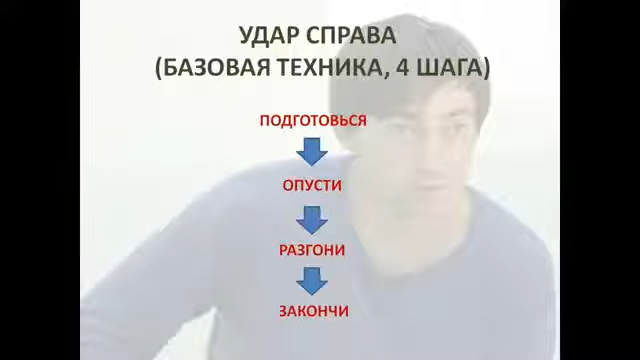 УДАР СПРАВА
(БАЗОВАЯ ТЕХНИКА, 4 ШАГА)
ПОДГОТОВЬСЯ
ОПУСТИ
РАЗГОНИ
ЗАКОНЧИ